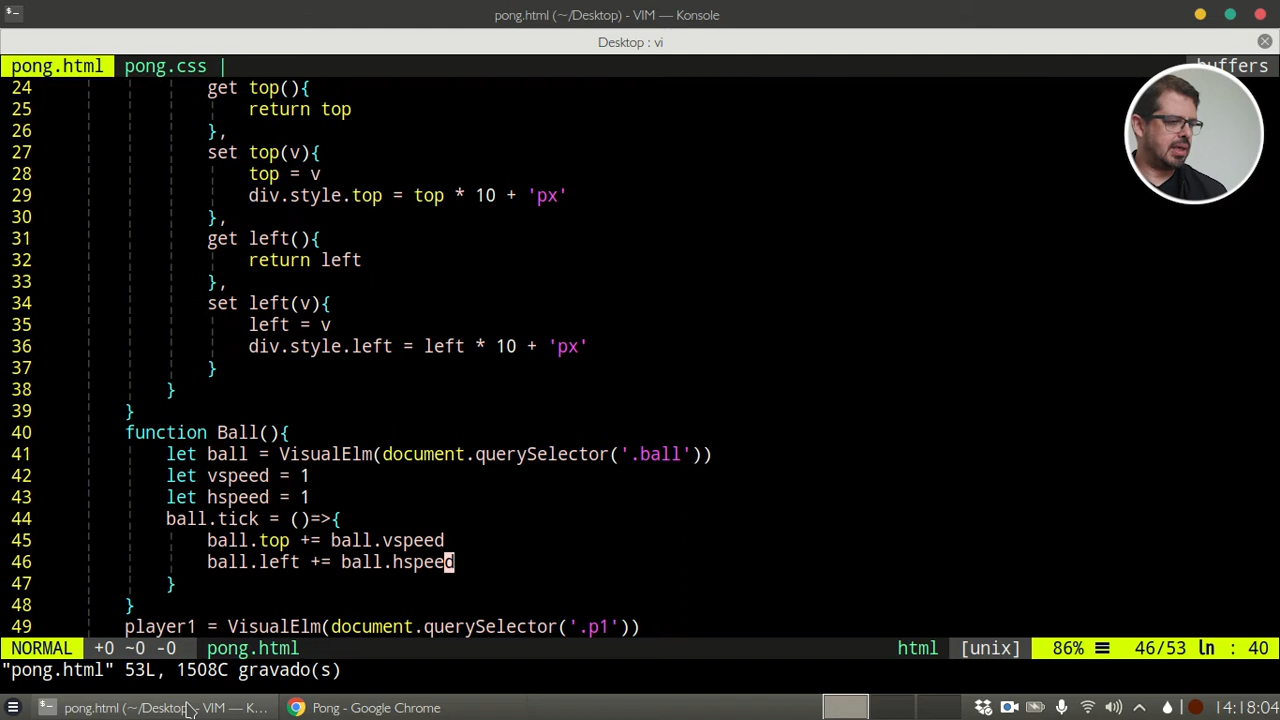 pong.html (~/Desktop) - VIM — Konsole
Desktop : vi
pong.html pong.css | buffers
24 get top(){
25 return top
26 },
27 set top(v){
28 top = v
29 div.style.top = top * 10 + 'px'
30 },
31 get left(){
32 return left
33 },
34 set left(v){
35 left = v
36 div.style.left = left * 10 + 'px'
37 }
38 }
39 }
40 function Ball(){
41 let ball = VisualElm(document.querySelector('.ball'))
42 let vspeed = 1
43 let hspeed = 1
44 ball.tick = ()=>{
45 ball.top += ball.vspeed
46 ball.left += ball.hspeed
47 }
48 }
49 player1 = VisualElm(document.querySelector('.p1'))
NORMAL +0 ~0 -0 pong.html html [unix] 86% ☰ 46/53 ln : 40
"pong.html" 53L, 1508C gravado(s)
pong.html (~/Desktop) - VIM — K... Pong - Google Chrome 14:18:04